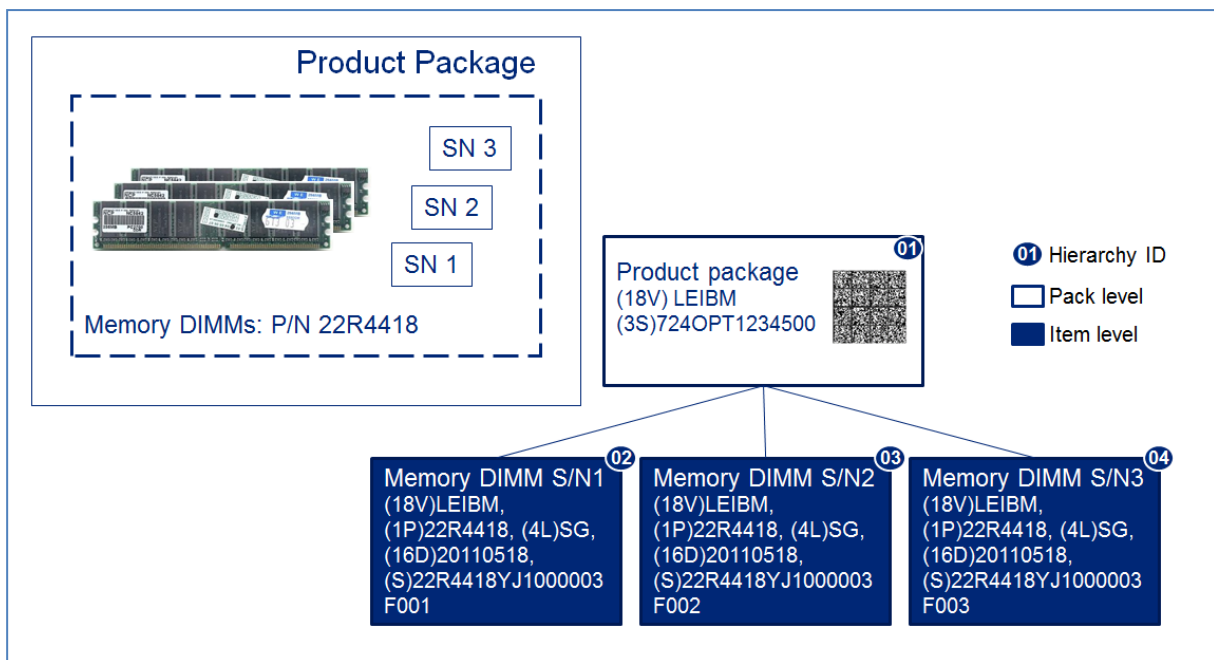 Product Package
SN 3
SN 2
SN 1
Memory DIMMs: P/N 22R4418
01
Product package
(18V) LEIBM
(3S)724OPT1234500
01 Hierarchy ID
Pack level
Item level
02
Memory DIMM S/N1
(18V)LEIBM,
(1P)22R4418, (4L)SG,
(16D)20110518,
(S)22R4418YJ1000003
F001
03
Memory DIMM S/N2
(18V)LEIBM,
(1P)22R4418, (4L)SG,
(16D)20110518,
(S)22R4418YJ1000003
F002
04
Memory DIMM S/N3
(18V)LEIBM,
(1P)22R4418, (4L)SG,
(16D)20110518,
(S)22R4418YJ1000003
F003